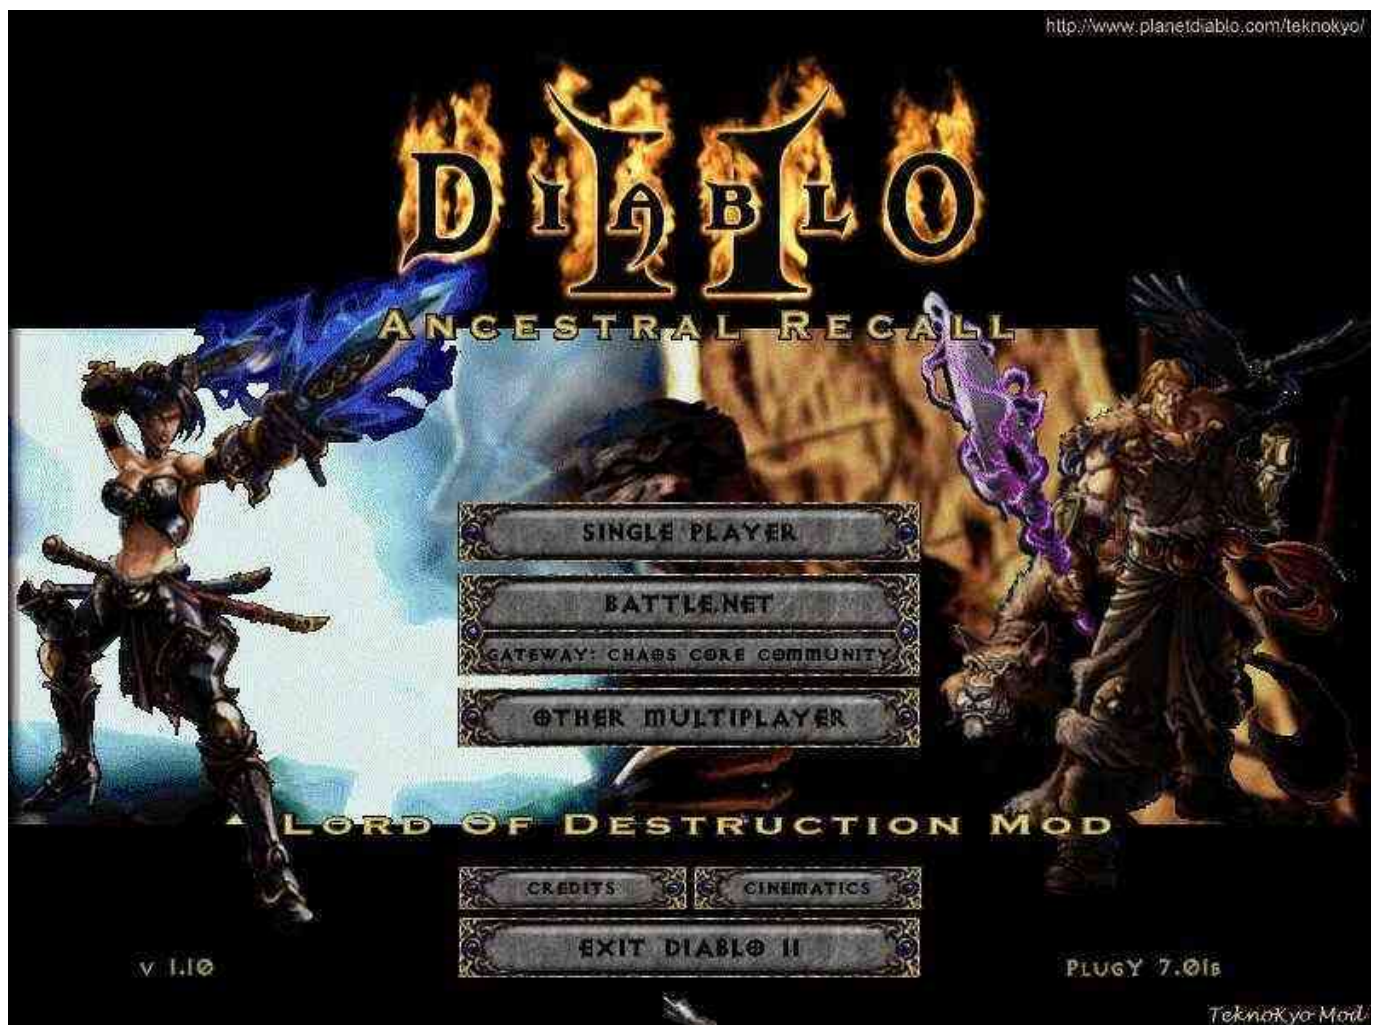 http://www.planetdiablo.com/teknokyo/
DIABLO II
ANCESTRAL RECALL
SINGLE PLAYER
BATTLE.NET
GATEWAY: CHAOS CORE COMMUNITY
OTHER MULTIPLAYER
A LORD OF DESTRUCTION MOD
CREDITS CINEMATICS
EXIT DIABLO II
v 1.10 PLUGY 7.01B
TeknoKyo Mod